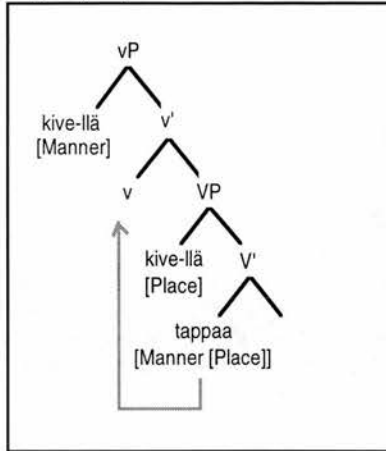 vP
kive-llä
[Manner]
v'
v
VP
kive-llä
[Place]
V'
tappaa
[Manner [Place]]